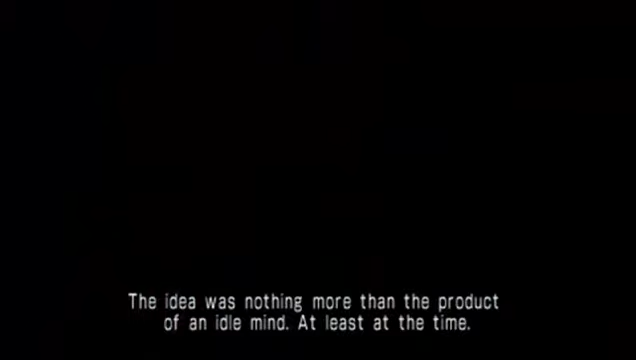 The idea was nothing more than the product
of an idle mind. At least at the time.